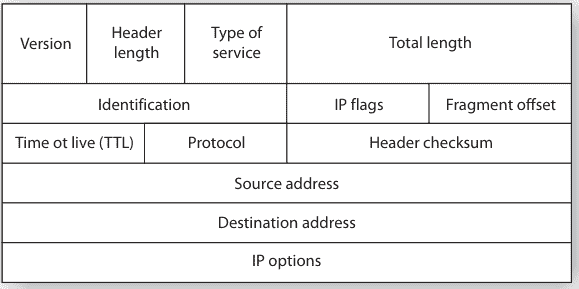 Version
Header
length
Type of
service
Total length
Identification
IP flags
Fragment offset
Time ot live (TTL)
Protocol
Header checksum
Source address
Destination address
IP options